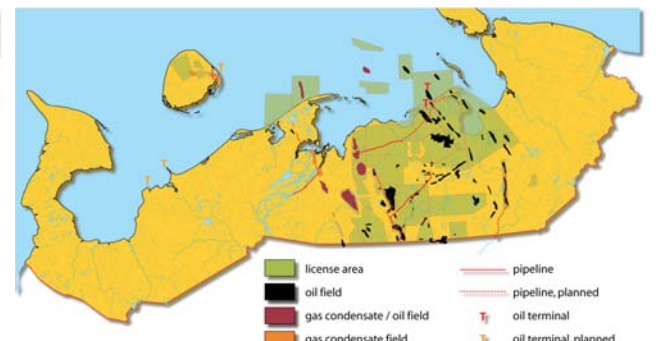 license area
oil field
gas condensate / oil field
gas condensate field
pipeline
pipeline, planned
T oil terminal
T oil terminal, planned